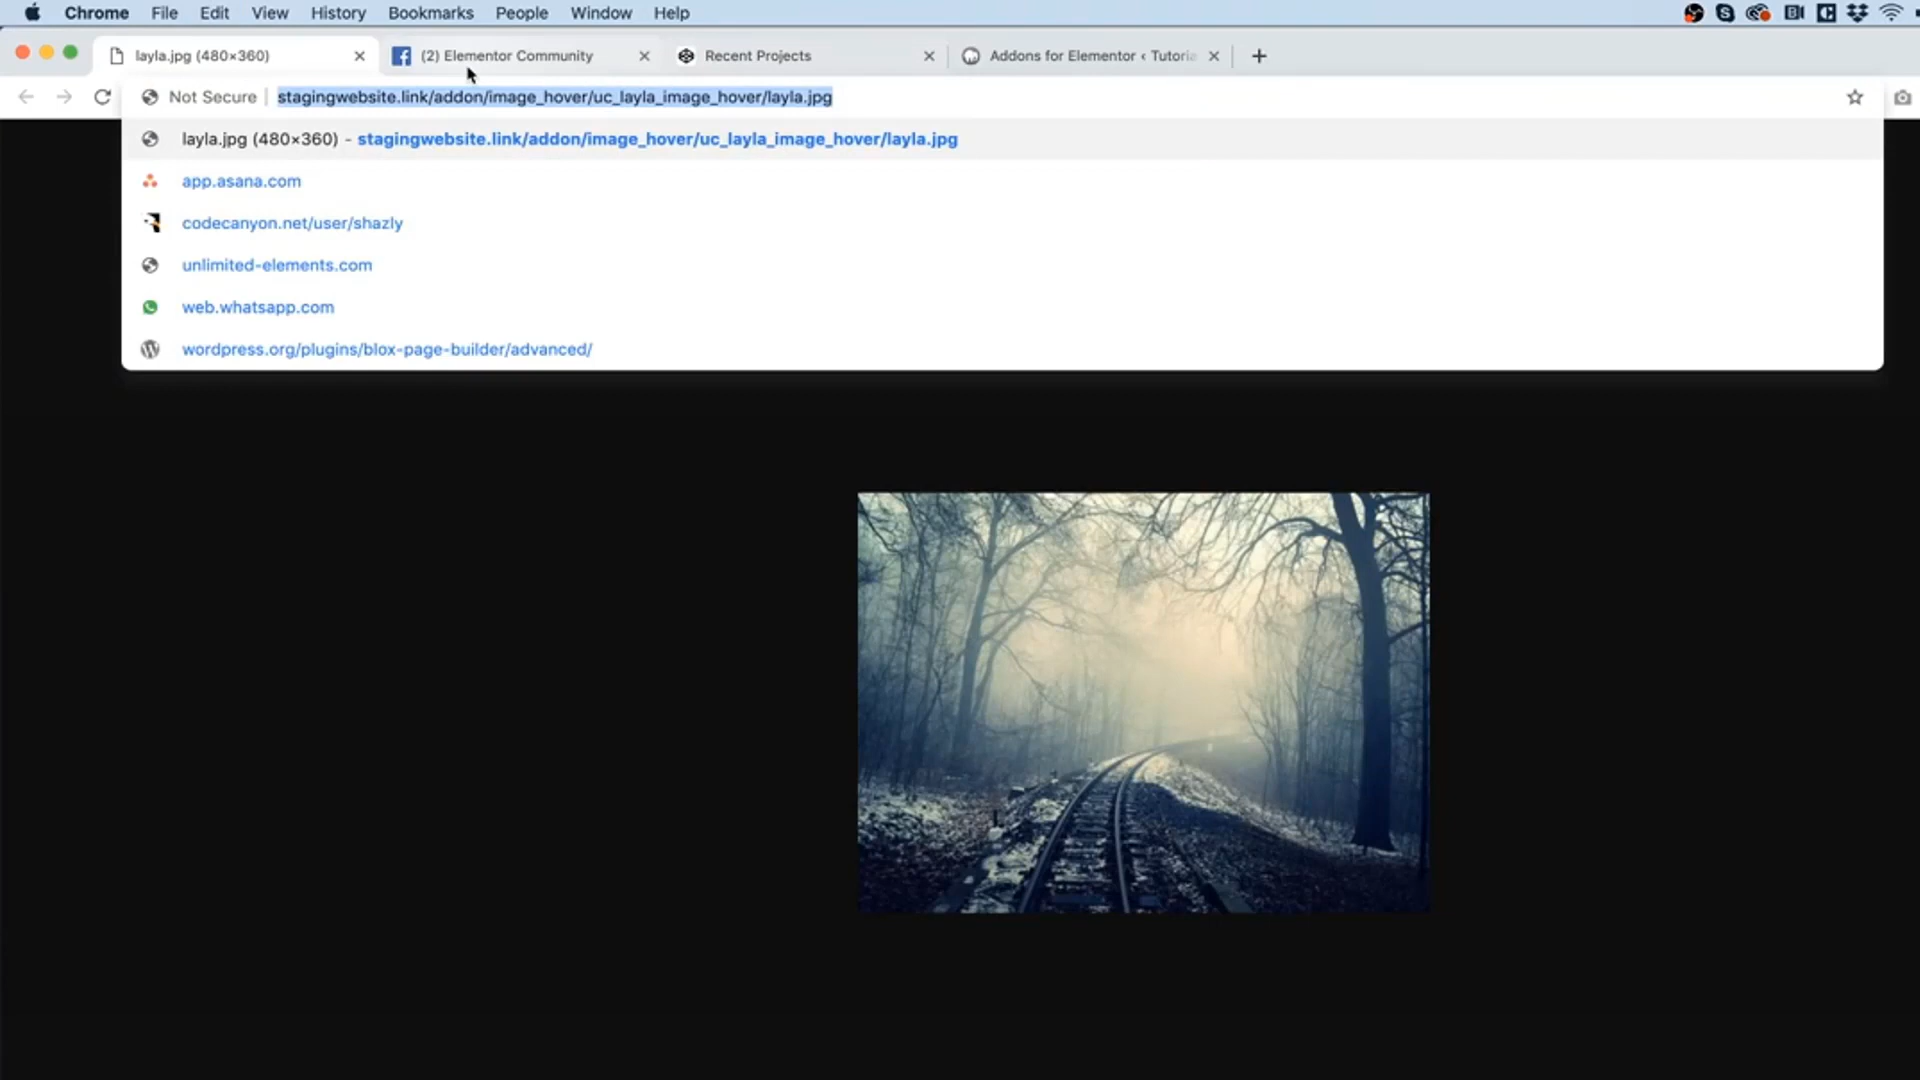 Chrome File Edit View History Bookmarks People Window Help
layla.jpg (480×360) (2) Elementor Community Recent Projects Addons for Elementor ‹ Tutoria
Not Secure stagingwebsite.link/addon/image_hover/uc_layla_image_hover/layla.jpg
layla.jpg (480×360) - stagingwebsite.link/addon/image_hover/uc_layla_image_hover/layla.jpg
app.asana.com
codecanyon.net/user/shazly
unlimited-elements.com
web.whatsapp.com
wordpress.org/plugins/blox-page-builder/advanced/